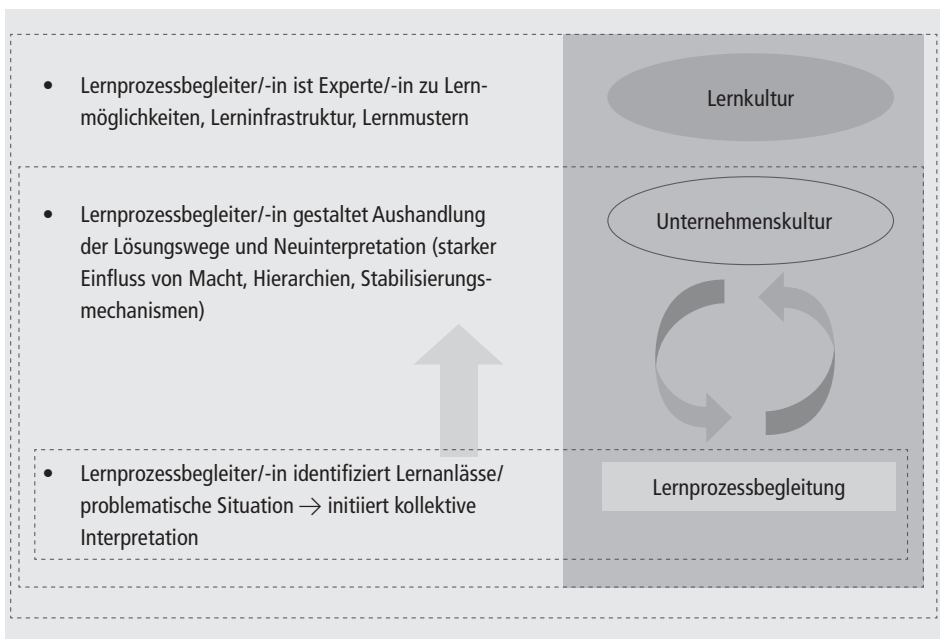 • Lernprozessbegleiter/-in ist Experte/-in zu Lern-
möglichkeiten, Lerninfrastruktur, Lernmustern
Lernkultur
• Lernprozessbegleiter/-in gestaltet Aushandlung
der Lösungswege und Neuinterpretation (starker
Einfluss von Macht, Hierarchien, Stabilisierungs-
mechanismen)
Unternehmenskultur
• Lernprozessbegleiter/-in identifiziert Lernanlässe/
problematische Situation → initiiert kollektive
Interpretation
Lernprozessbegleitung